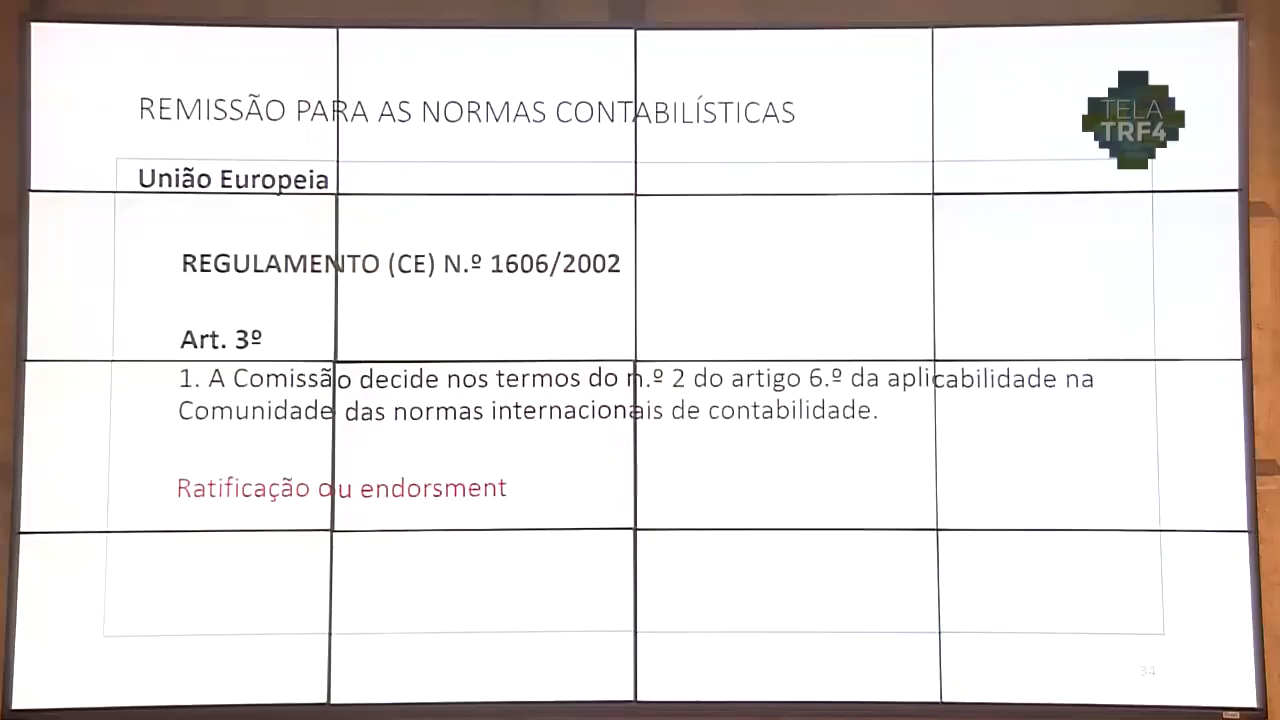 REMISSÃO PARA AS NORMAS CONTABILÍSTICAS
TELA
TRF4
União Europeia
REGULAMENTO (CE) N.º 1606/2002
Art. 3º
1. A Comissão decide nos termos do n.º 2 do artigo 6.º da aplicabilidade na
Comunidade das normas internacionais de contabilidade.
Ratificação ou endorsment
34